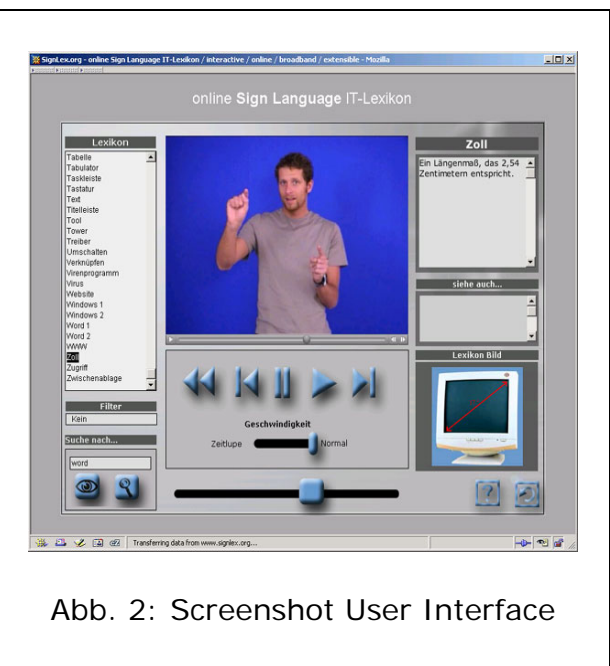 SignLex.org - online Sign Language IT-Lexikon / interactive / online / broadband / extensible - Mozilla
online Sign Language IT-Lexikon
Lexikon
Tabelle
Tabulator
Taskleiste
Tastatur
Text
Titelleiste
Tool
Tower
Treiber
Umschalten
Verknüpfen
Virenprogramm
Virus
Website
Windows 1
Windows 2
Word 1
Word 2
WWW
Zoll
Zugriff
Zwischenablage
Filter
Kein
Suche nach...
word
Geschwindigkeit
Zeitlupe
Normal
Zoll
Ein Längenmaß, das 2,54
Zentimetern entspricht.
siehe auch...
Lexikon Bild
?
Transferring data from www.signlex.org...
Abb. 2: Screenshot User Interface